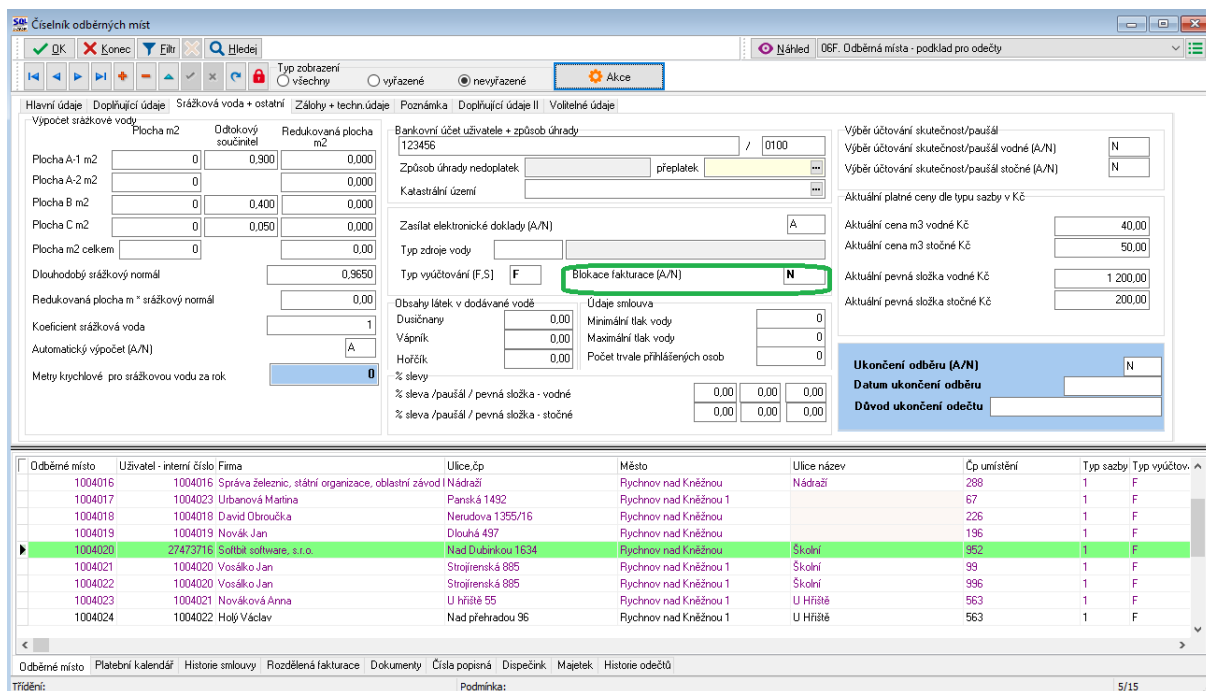 Číselník odběrných míst
OK Konec Filtr Hledej Náhled 06F. Odběrná místa - podklad pro odečty
Typ zobrazení
všechny vyřazené nevyřazené Akce
Hlavní údaje Doplňující údaje Srážková voda + ostatní Zálohy + techn.údaje Poznámka Doplňující údaje II Volitelné údaje
Výpočet srážkové vody
Plocha m2 Odtokový součinitel Redukovaná plocha m2
Plocha A-1 m2 0 0,900 0,000
Plocha A-2 m2 0 0,000
Plocha B m2 0 0,400 0,000
Plocha C m2 0 0,050 0,000
Plocha m2 celkem 0 0,00
Dlouhodobý srážkový normál 0,9650
Redukovaná plocha m * srážkový normál 0,00
Koeficient srážková voda 1
Automatický výpočet (A/N) A
Metry krychlové pro srážkovou vodu za rok 0
Bankovní účet uživatele + způsob úhrady
123456 / 0100
Způsob úhrady nedoplatek přeplatek ...
Katastrální území ...
Zasílat elektronické doklady (A/N) A
Typ zdroje vody
Typ vyúčtování (F,S) F Blokace fakturace (A/N) N
Obsahy látek v dodávané vodě
Dusičnany 0,00
Vápník 0,00
Hořčík 0,00
Údaje smlouva
Minimální tlak vody 0
Maximální tlak vody 0
Počet trvale přihlášených osob 0
% slevy
% sleva /paušál / pevná složka - vodné 0,00 0,00 0,00
% sleva /paušál / pevná složka - stočné 0,00 0,00 0,00
Výběr účtování skutečnost/paušál
Výběr účtování skutečnost/paušál vodné (A/N) N
Výběr účtování skutečnost/paušál stočné (A/N) N
Aktuální platné ceny dle typu sazby v Kč
Aktuální cena m3 vodné Kč 40,00
Aktuální cena m3 stočné Kč 50,00
Aktuální pevná složka vodné Kč 1 200,00
Aktuální pevná složka stočné Kč 200,00
Ukončení odběru (A/N) N
Datum ukončení odběru
Důvod ukončení odečtu
Odběrné místo Uživatel - interní číslo Firma Ulice,čp Město Ulice název Čp umístění Typ sazby Typ vyúčtov.
1004016 1004016 Správa železnic, státní organizace, oblastní závod Nádraží Rychnov nad Kněžnou Nádraží 288 1 F
1004017 1004023 Urbanová Martina Panská 1492 Rychnov nad Kněžnou 1 67 1 F
1004018 1004018 David Obroučka Nerudova 1355/16 Rychnov nad Kněžnou 226 1 F
1004019 1004019 Novák Jan Dlouhá 497 Rychnov nad Kněžnou 196 1 F
1004020 27473716 Softbit software, s.r.o. Nad Dubinkou 1634 Rychnov nad Kněžnou Školní 952 1 F
1004021 1004020 Vosálko Jan Strojírenská 885 Rychnov nad Kněžnou 1 Školní 99 1 F
1004022 1004020 Vosálko Jan Strojírenská 885 Rychnov nad Kněžnou 1 Školní 996 1 F
1004023 1004021 Nováková Anna U hřiště 55 Rychnov nad Kněžnou 1 U Hřiště 563 1 F
1004024 1004022 Holý Václav Nad přehradou 96 Rychnov nad Kněžnou 1 U Hřiště 563 1 F
Odběrné místo Platební kalendář Historie smlouvy Rozdělená fakturace Dokumenty Čísla popisná Dispečink Majetek Historie odečtů
Třídění: Podmínka: 5/15